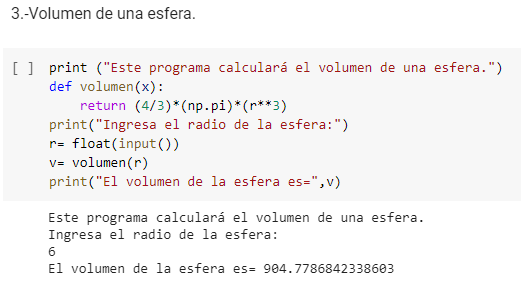 3.-Volumen de una esfera.
[ ] print ("Este programa calculará el volumen de una esfera.")
def volumen(x):
    return (4/3)*(np.pi)*(r**3)
print("Ingresa el radio de la esfera:")
r= float(input())
v= volumen(r)
print("El volumen de la esfera es=",v)
Este programa calculará el volumen de una esfera.
Ingresa el radio de la esfera:
6
El volumen de la esfera es= 904.7786842338603